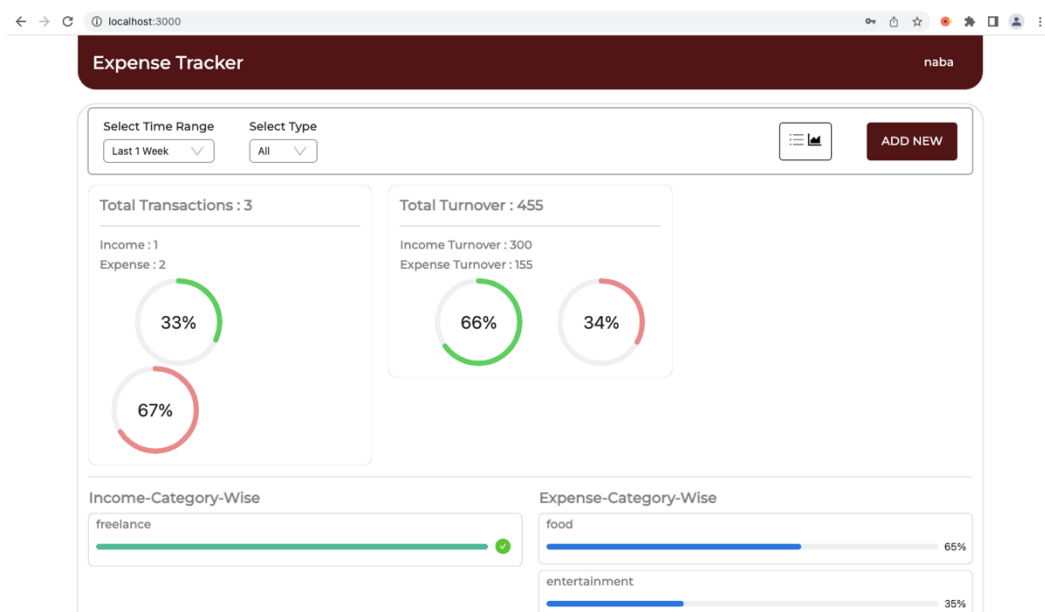 localhost:3000
Expense Tracker
naba
Select Time Range
Select Type
Last 1 Week
All
ADD NEW
Total Transactions : 3
Income : 1
Expense : 2
33%
67%
Total Turnover : 455
Income Turnover : 300
Expense Turnover : 155
66%
34%
Income-Category-Wise
freelance
Expense-Category-Wise
food
65%
entertainment
35%